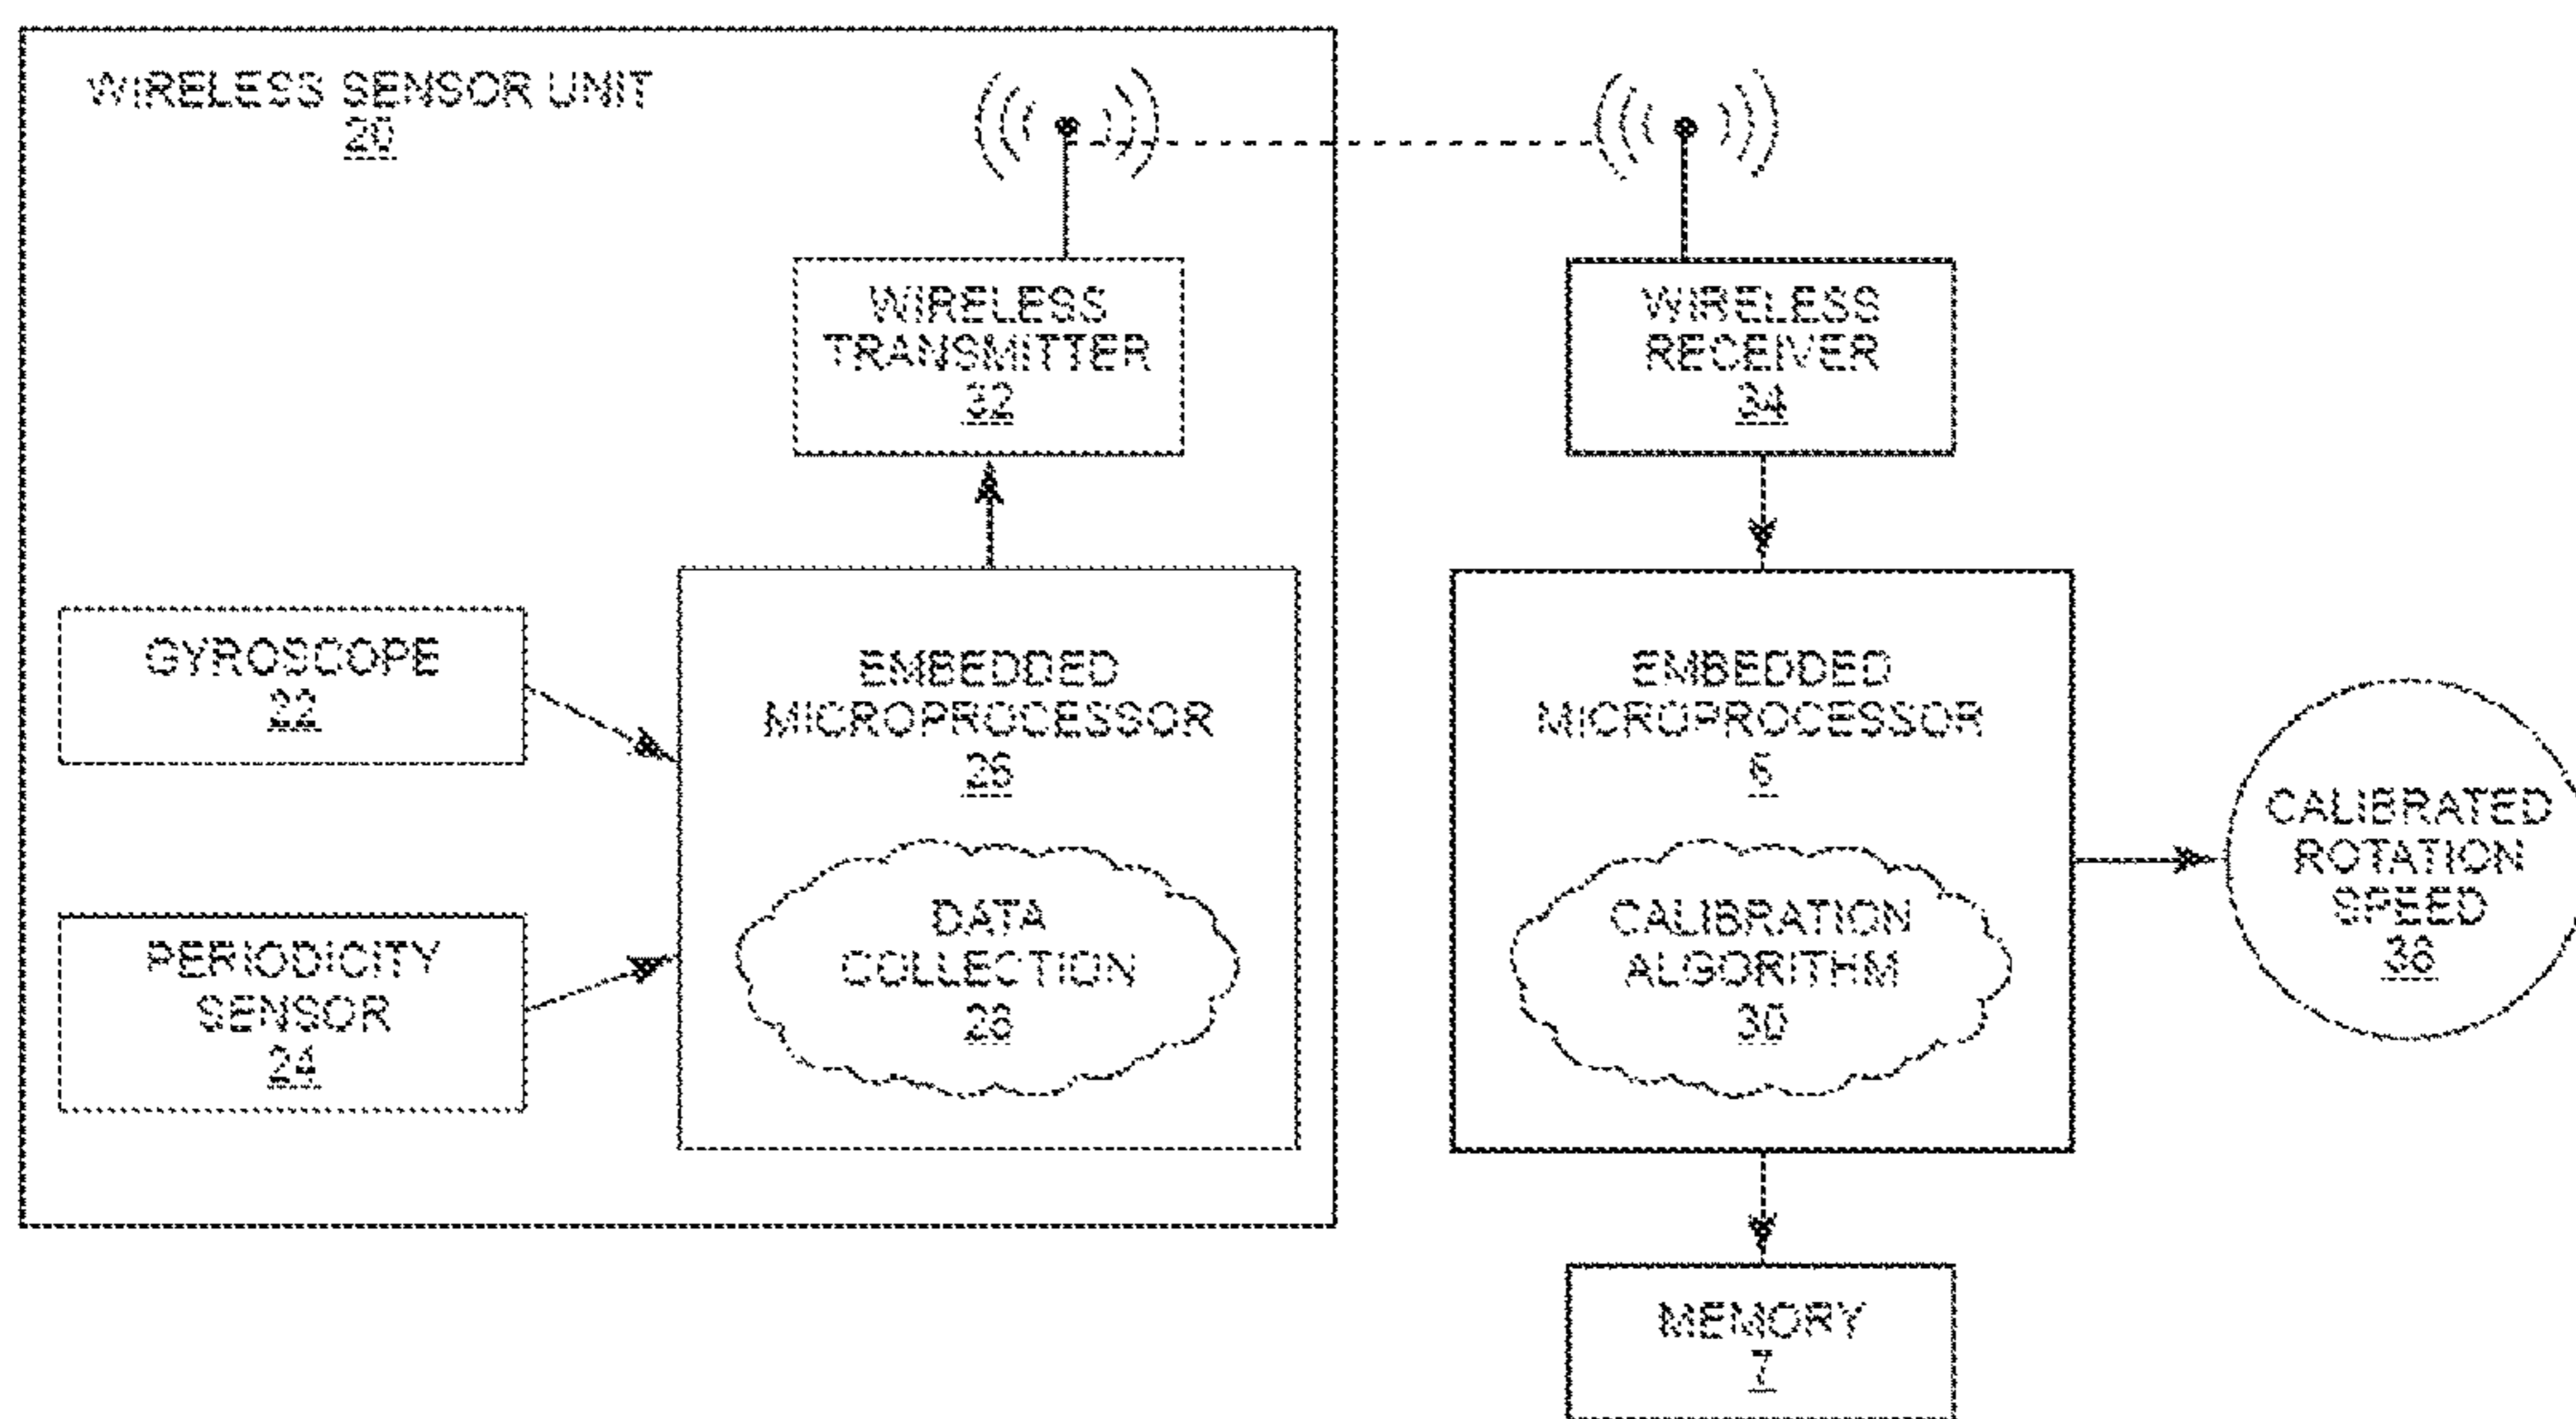 WIRELESS SENSOR UNIT
20
WIRELESS
TRANSMITTER
32
WIRELESS
RECEIVER
34
GYROSCOPE
22
PERIODICITY
SENSOR
24
EMBEDDED
MICROPROCESSOR
26
DATA
COLLECTION
28
EMBEDDED
MICROPROCESSOR
6
CALIBRATION
ALGORITHM
30
CALIBRATED
ROTATION
SPEED
36
MEMORY
7